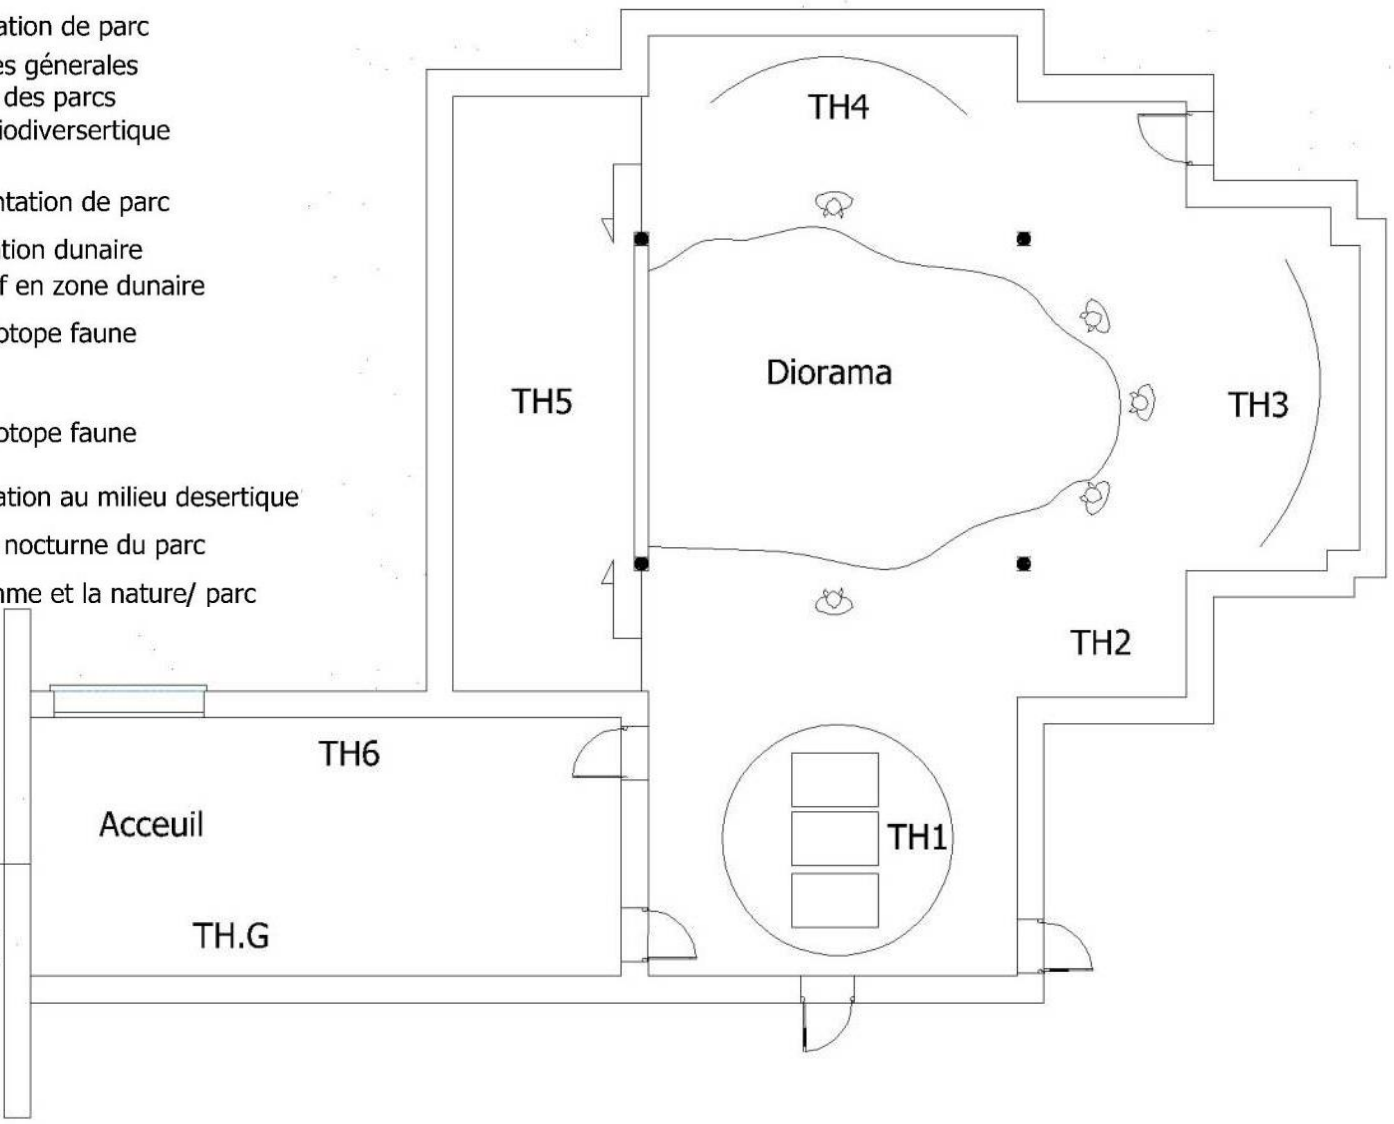 ation de parc
es génerales
des parcs
iodiversertique
ntation de parc
tion dunaire
f en zone dunaire
otope faune
otope faune
ation au milieu desertique
nocturne du parc
nme et la nature/ parc
TH4
TH5
Diorama
TH3
TH2
TH6
Acceuil
TH1
TH.G